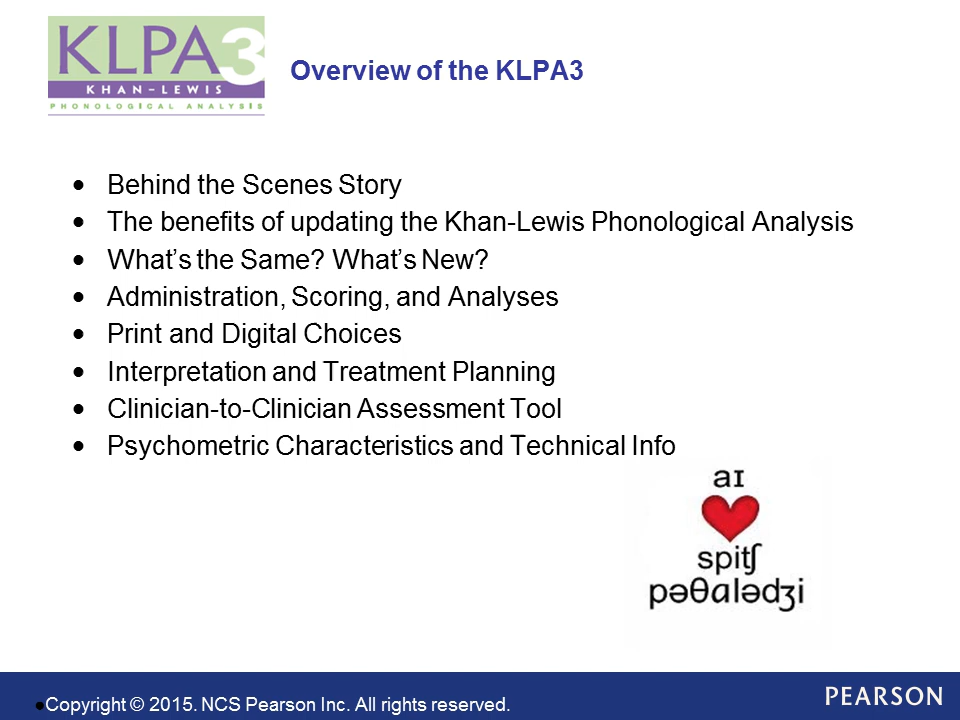 KLPA3
KHAN-LEWIS
PHONOLOGICAL ANALYSIS
Overview of the KLPA3
● Behind the Scenes Story
● The benefits of updating the Khan-Lewis Phonological Analysis
● What’s the Same? What’s New?
● Administration, Scoring, and Analyses
● Print and Digital Choices
● Interpretation and Treatment Planning
● Clinician-to-Clinician Assessment Tool
● Psychometric Characteristics and Technical Info
aɪ
spitʃ
pəθɑlədʒi
●Copyright © 2015. NCS Pearson Inc. All rights reserved.
PEARSON